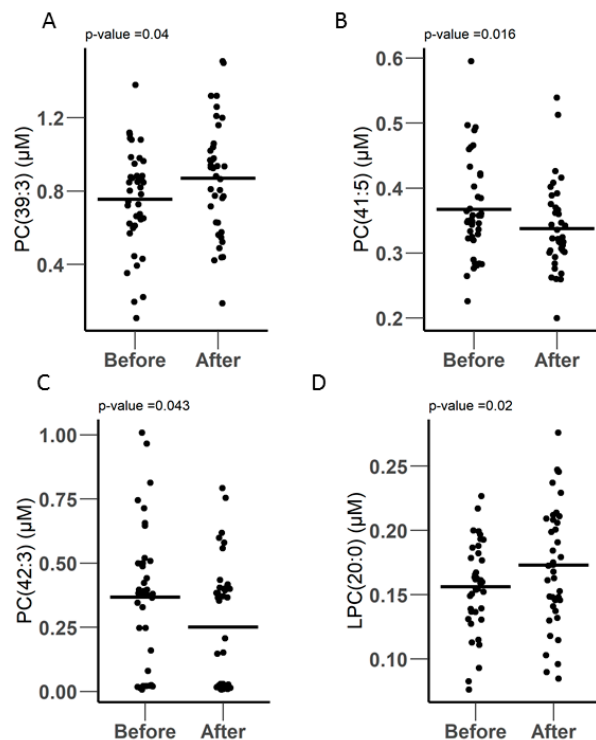 A
p-value =0.04
PC(39:3) (µM)
1.2
0.8
0.4
Before After
B
p-value =0.016
PC(41:5) (µM)
0.6
0.5
0.4
0.3
0.2
Before After
C
p-value =0.043
PC(42:3) (µM)
1.00
0.75
0.50
0.25
0.00
Before After
D
p-value =0.02
LPC(20:0) (µM)
0.25
0.20
0.15
0.10
Before After